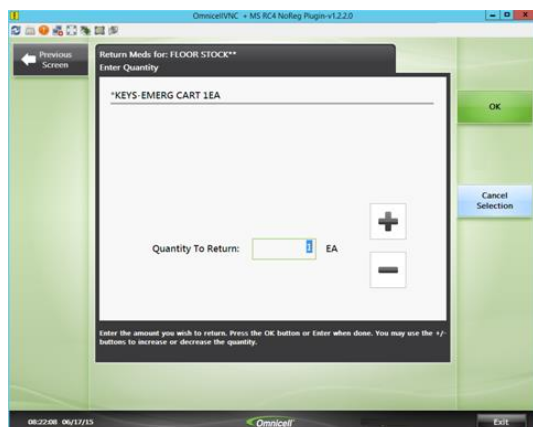 OmnicellVNC + MS RC4 NoReg Plugin-v1.2.2.0
Previous
Screen
Return Meds for: FLOOR STOCK**
Enter Quantity
*KEYS-EMERG CART 1EA
OK
Cancel
Selection
Quantity To Return: 1 EA
Enter the amount you wish to return. Press the OK button or Enter when done. You may use the +/-
buttons to increase or decrease the quantity.
08:22:08 06/17/15
Omnicell
Exit